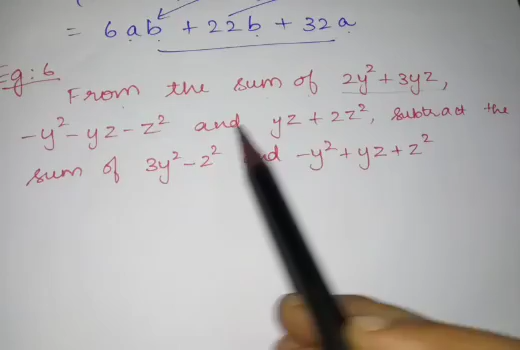 = 6ab + 22b + 32a
Eg: 6
From the sum of 2y² + 3yz,
-y² - yz - z² and yz + 2z², subtract the
sum of 3y² - z² and -y² + yz + z²